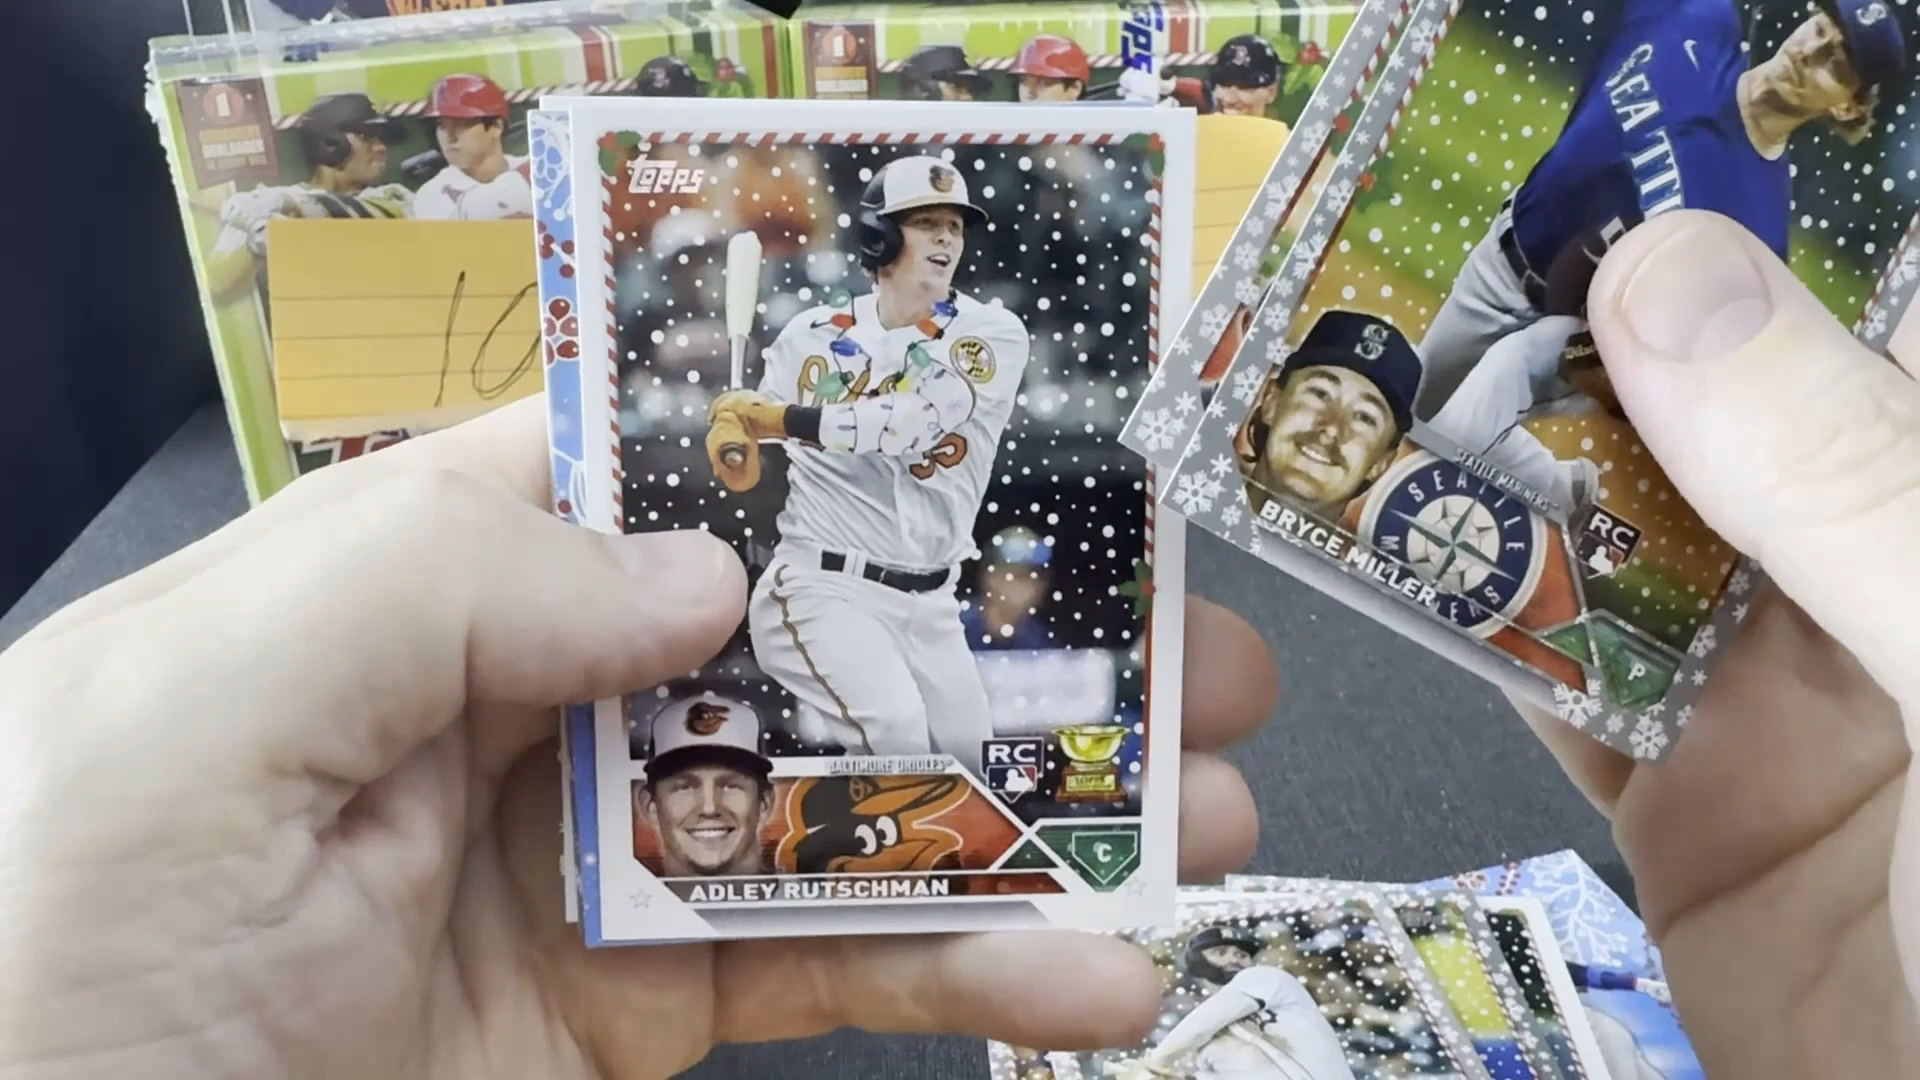 topps
10
SEATTLE
SEATTLE MARINERS
RC
BRYCE MILLER
P
RC
BALTIMORE ORIOLES
C
ADLEY RUTSCHMAN